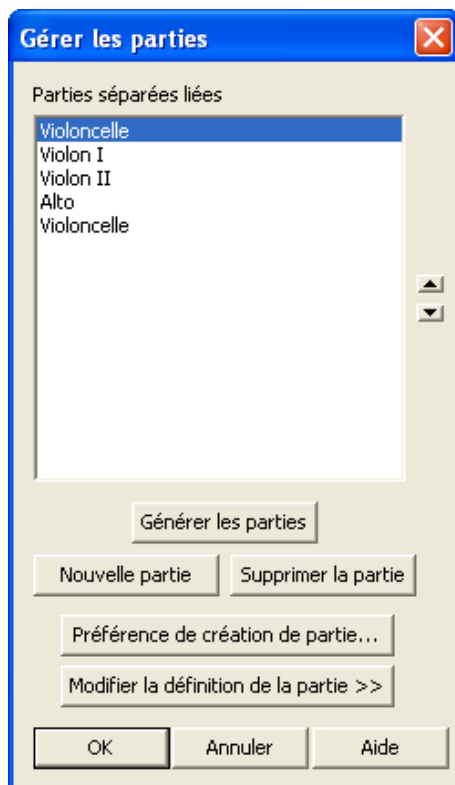 Gérer les parties
Parties séparées liées
Violoncelle
Violon I
Violon II
Alto
Violoncelle
Générer les parties
Nouvelle partie
Supprimer la partie
Préférence de création de partie...
Modifier la définition de la partie >>
OK
Annuler
Aide